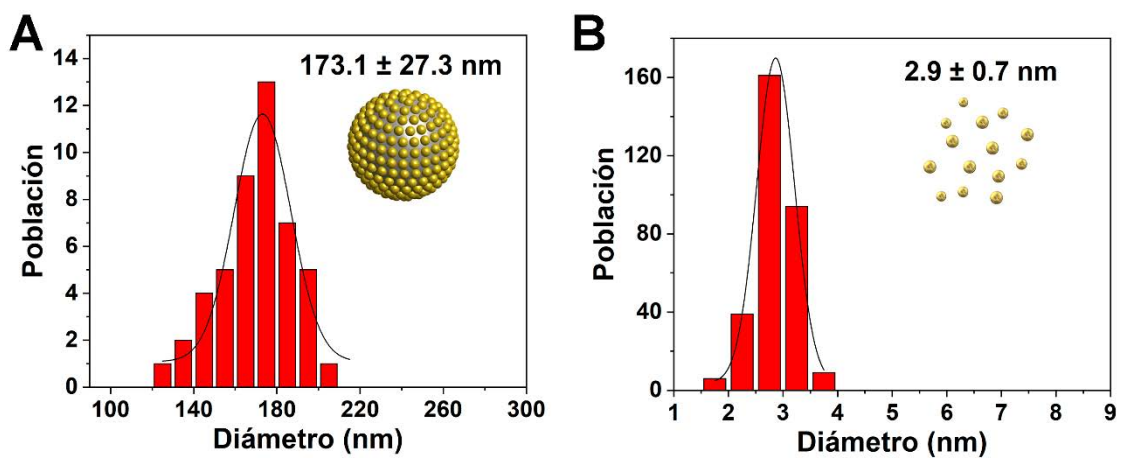 A
173.1 ± 27.3 nm
Población
14
12
10
8
6
4
2
0
100 140 180 220 260 300
Diámetro (nm)
B
2.9 ± 0.7 nm
Población
160
120
80
40
0
1 2 3 4 5 6 7 8 9
Diámetro (nm)